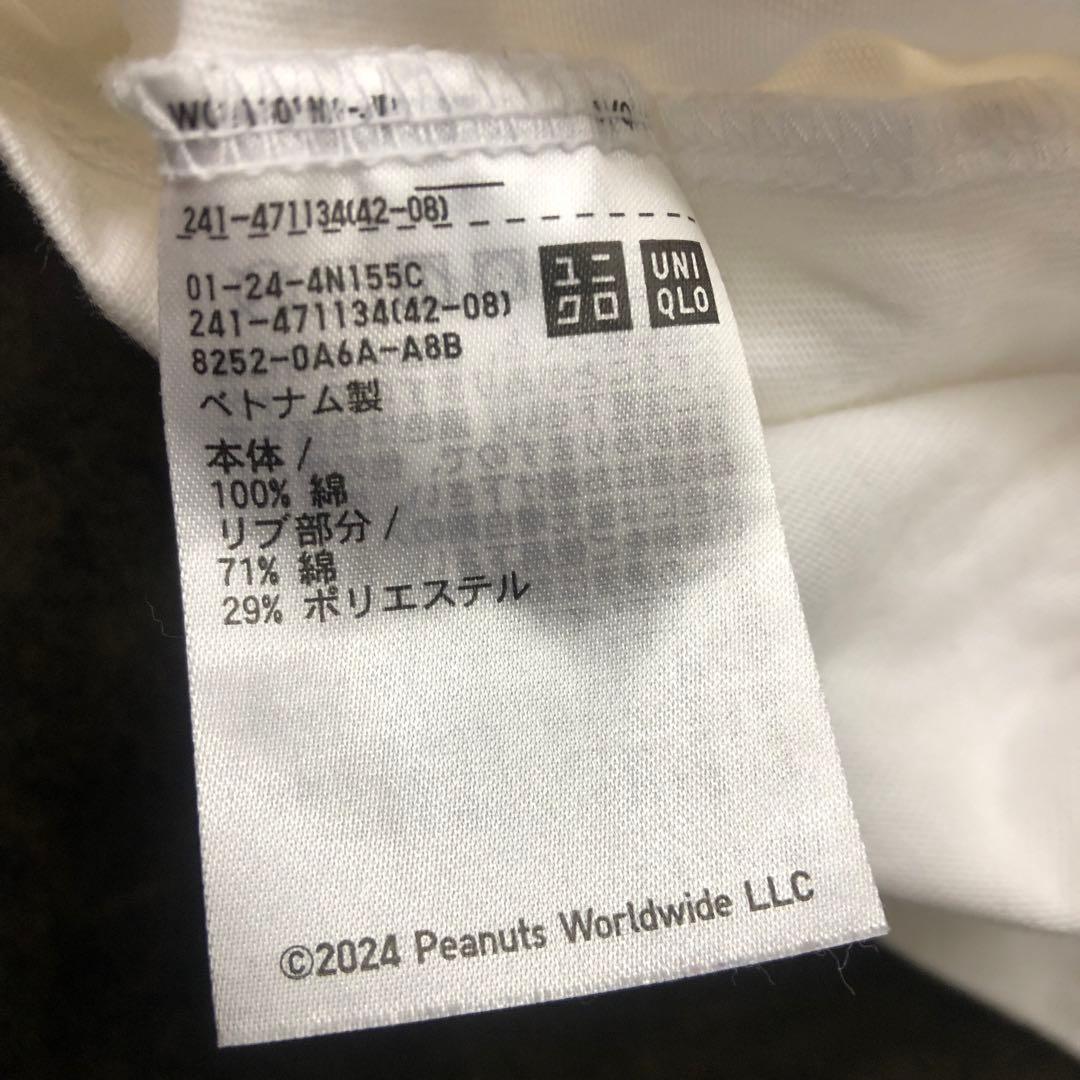 241-471134(42-08)
ユニ
クロ
UNI
QLO
01-24-4N155C
241-471134(42-08)
8252-0A6A-A8B
ベトナム製
本体 /
100% 綿
リブ部分 /
71% 綿
29% ポリエステル
©2024 Peanuts Worldwide LLC